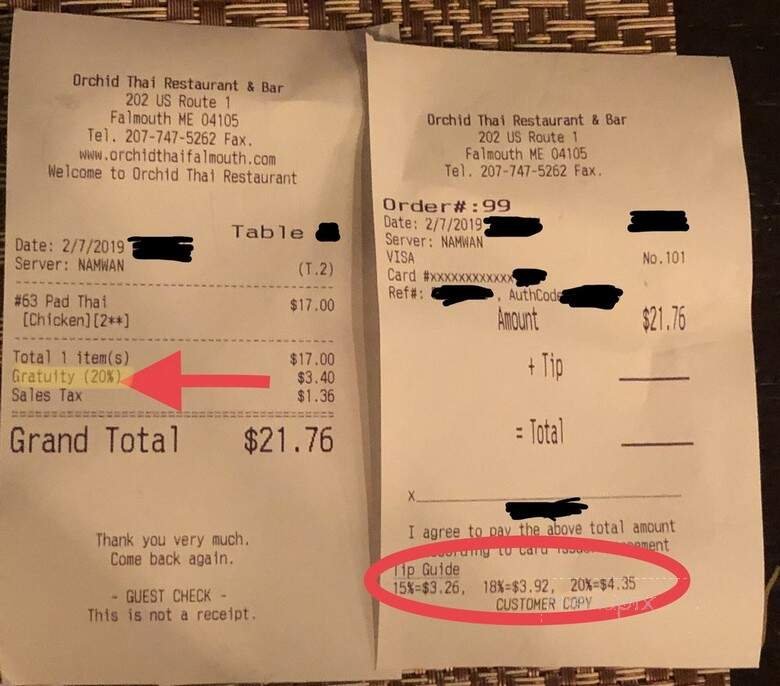 Orchid Thai Restaurant & Bar
202 US Route 1
Falmouth ME 04105
Tel. 207-747-5262 Fax.
www.orchidthaifalmouth.com
Welcome to Orchid Thai Restaurant
Table
Date: 2/7/2019
Server: NAMWAN (T.2)
#63 Pad Thai $17.00
[Chicken][2**]
Total 1 item(s) $17.00
Gratuity (20%) $3.40
Sales Tax $1.36
Grand Total $21.76
Thank you very much.
Come back again.
- GUEST CHECK -
This is not a receipt.
Orchid Thai Restaurant & Bar
202 US Route 1
Falmouth ME 04105
Tel. 207-747-5262 Fax.
Order#:99
Date: 2/7/2019
Server: NAMWAN
VISA No.101
Card #xxxxxxxxxxxx
Ref#: , AuthCode
Amount $21.76
+ Tip
= Total
X
I agree to pay the above total amount
to card
Tip Guide
15%=$3.26, 18%=$3.92, 20%=$4.35
CUSTOMER COPY